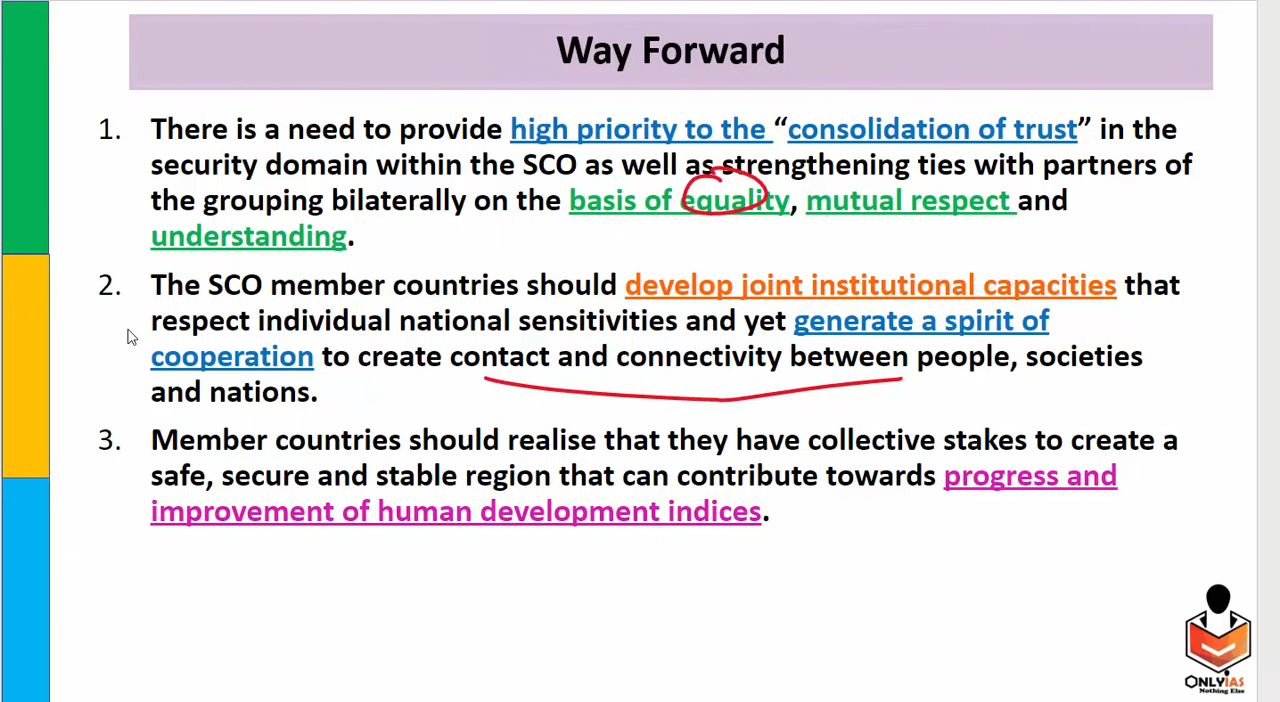 Way Forward
1. There is a need to provide high priority to the “consolidation of trust” in the
security domain within the SCO as well as strengthening ties with partners of
the grouping bilaterally on the basis of equality, mutual respect and
understanding.
2. The SCO member countries should develop joint institutional capacities that
respect individual national sensitivities and yet generate a spirit of
cooperation to create contact and connectivity between people, societies
and nations.
3. Member countries should realise that they have collective stakes to create a
safe, secure and stable region that can contribute towards progress and
improvement of human development indices.
ONLYIAS
Nothing Else